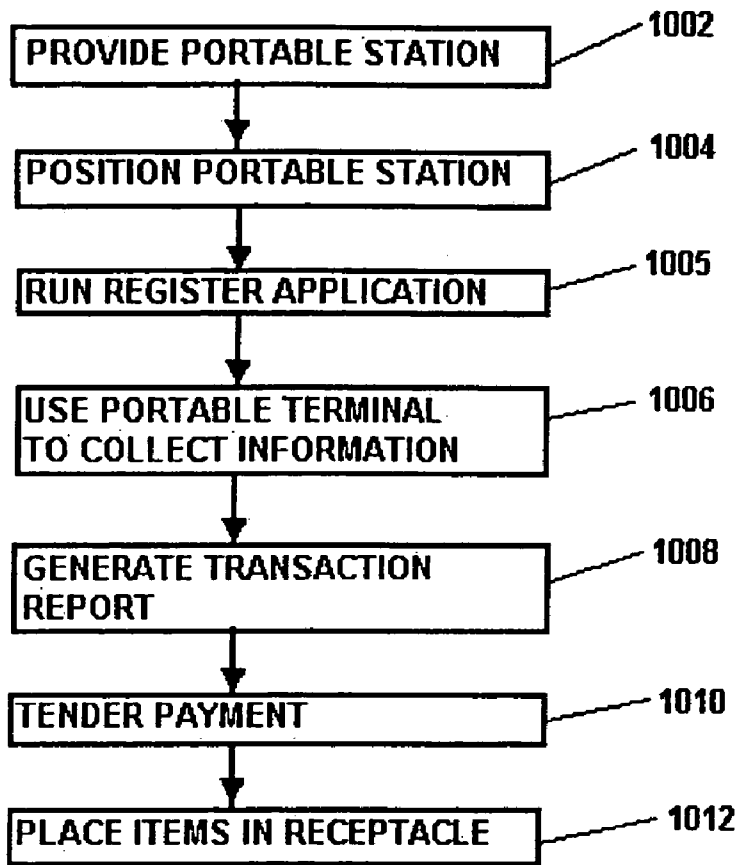 1002
PROVIDE PORTABLE STATION
1004
POSITION PORTABLE STATION
1005
RUN REGISTER APPLICATION
1006
USE PORTABLE TERMINAL
TO COLLECT INFORMATION
1008
GENERATE TRANSACTION
REPORT
1010
TENDER PAYMENT
1012
PLACE ITEMS IN RECEPTACLE